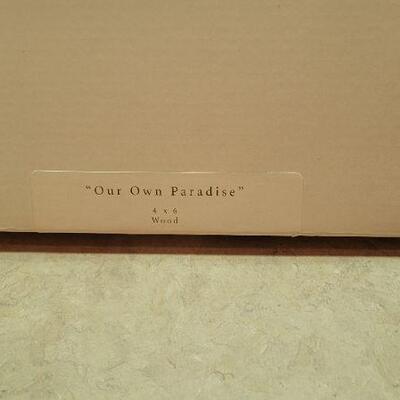 “Our Own Paradise”
4 x 6
Wood